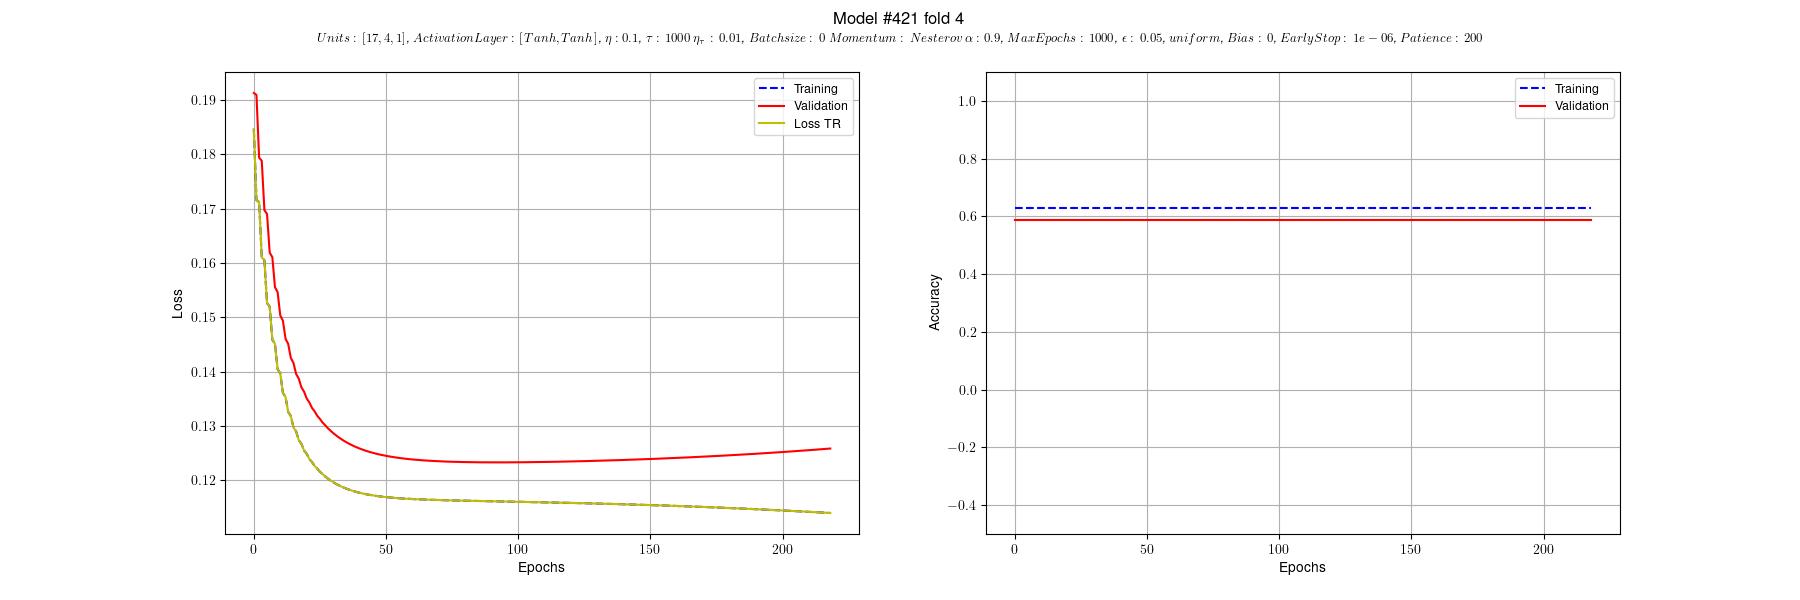 Model #421 fold 4
Units : [17, 4, 1], ActivationLayer : [Tanh, Tanh], η : 0.1, τ : 1000 ητ : 0.01, Batchsize : 0 Momentum : Nesterov α : 0.9, MaxEpochs : 1000, ϵ : 0.05, uniform, Bias : 0, EarlyStop : 1e − 06, Patience : 200
Training
Validation
Loss TR
0.19
0.18
0.17
0.16
0.15
0.14
0.13
0.12
Loss
0
50
100
150
200
Epochs
Training
Validation
1.0
0.8
0.6
0.4
0.2
0.0
−0.2
−0.4
Accuracy
0
50
100
150
200
Epochs